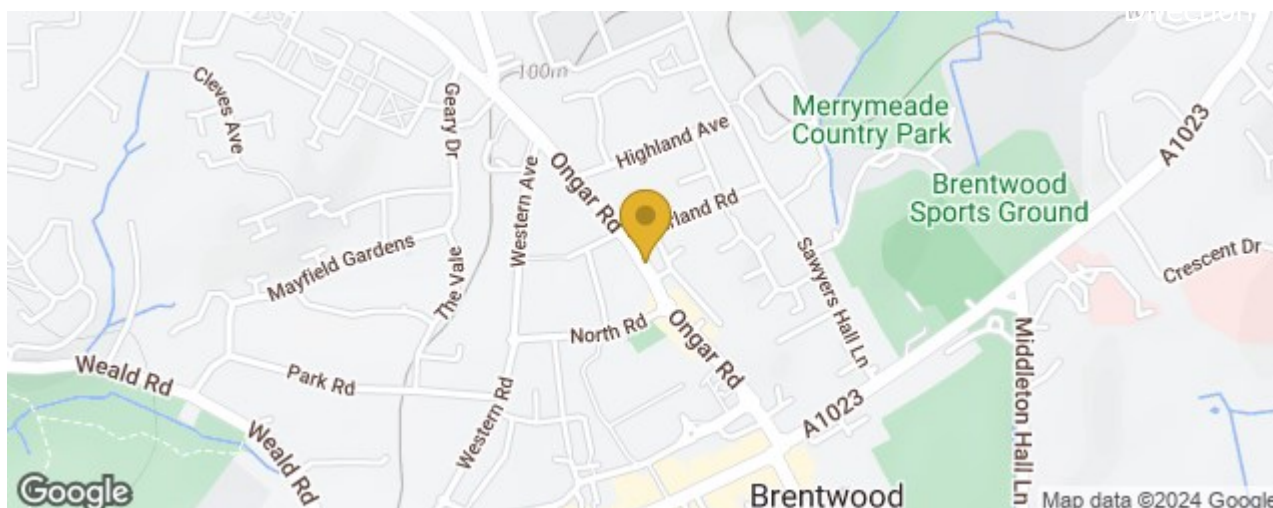 Direction
Cleves Ave
Geary Dr
100m
Merrymeade
Country Park
A1023
Highland Ave
Ongar Rd
Western Ave
Brentwood
Sports Ground
Mayfield Gardens
The Vale
Sawyers Hall Ln
Crescent Dr
North Rd
Ongar Rd
Middleton Hall Ln
Weald Rd
Park Rd
Western Rd
A1023
Weald Rd
Brentwood
Google
Map data ©2024 Google